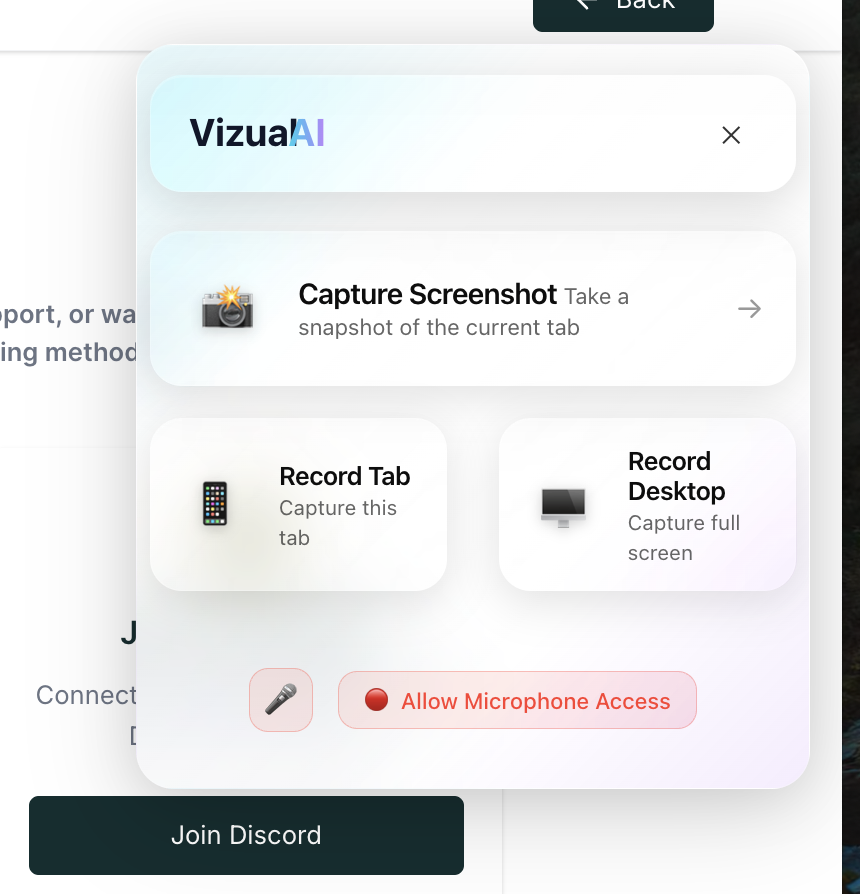 Back
VizualAI
Capture Screenshot Take a
snapshot of the current tab
pport, or wa
ing method
Record Tab
Capture this
tab
Record
Desktop
Capture full
screen
J
Connect
Allow Microphone Access
Join Discord